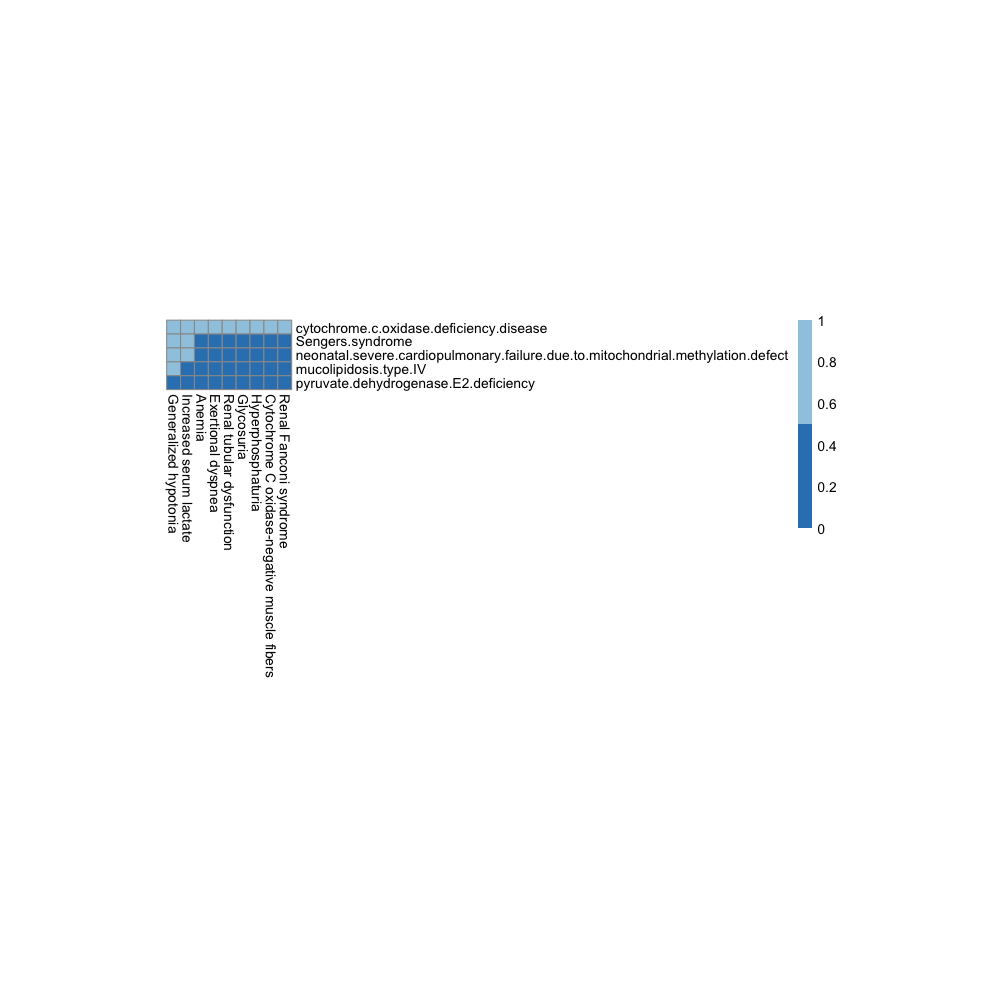 cytochrome.c.oxidase.deficiency.disease
Sengers.syndrome
neonatal.severe.cardiopulmonary.failure.due.to.mitochondrial.methylation.defect
mucolipidosis.type.IV
pyruvate.dehydrogenase.E2.deficiency
Generalized hypotonia
Increased serum lactate
Anemia
Exertional dyspnea
Renal tubular dysfunction
Glycosuria
Hyperphosphaturia
Cytochrome C oxidase-negative muscle fibers
Renal Fanconi syndrome
1
0.8
0.6
0.4
0.2
0